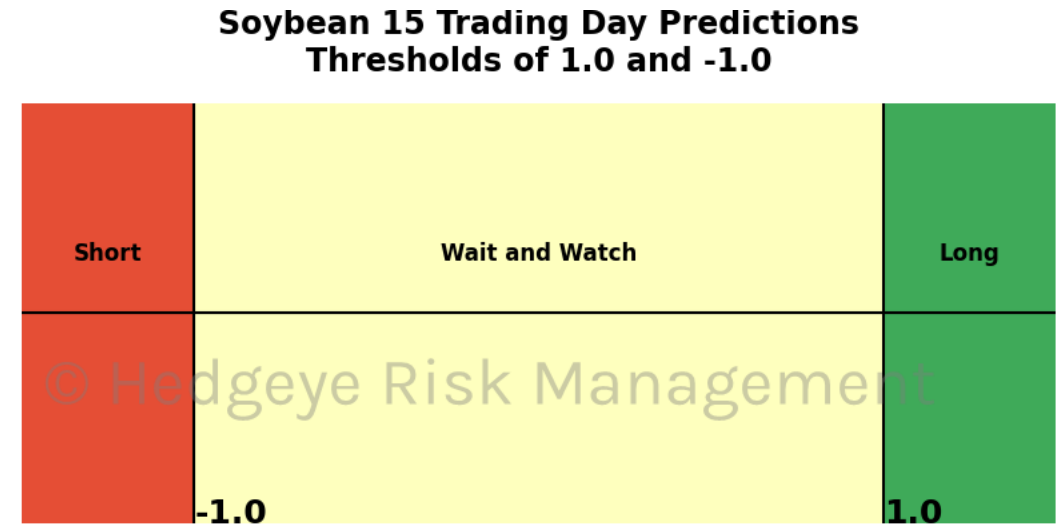 Soybean 15 Trading Day Predictions
Thresholds of 1.0 and -1.0
Short Wait and Watch Long
© Hedgeye Risk Management
-1.0 1.0